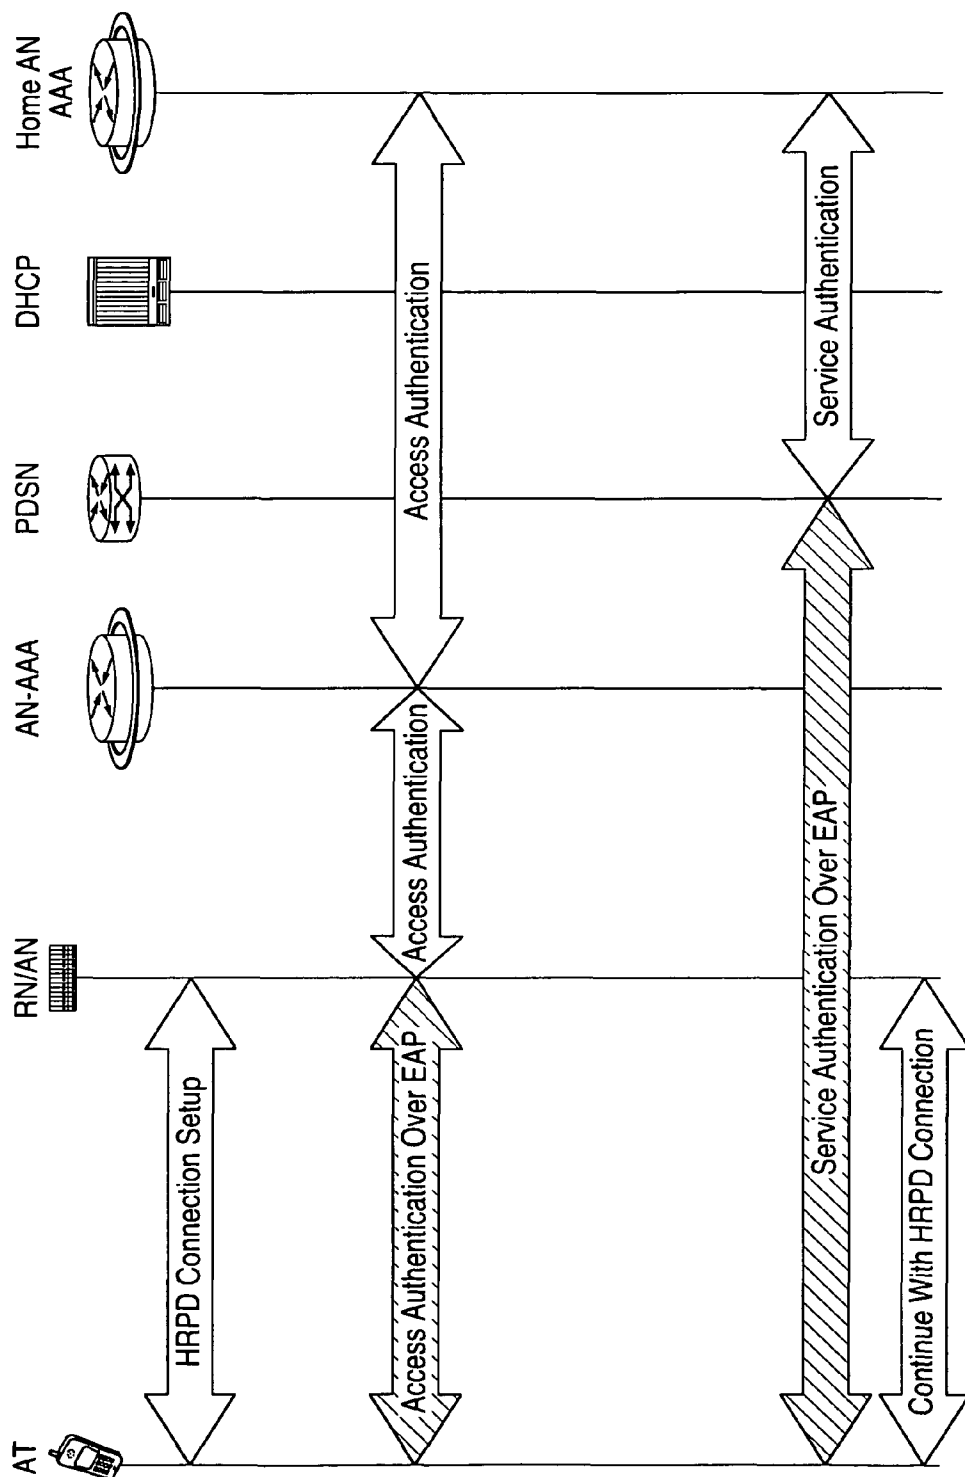 AT
RN/AN
AN-AAA
PDSN
DHCP
Home AN
AAA
HRPD Connection Setup
Access Authentication Over EAP
Access Authentication
Access Authentication
Service Authentication Over EAP
Service Authentication
Continue With HRPD Connection